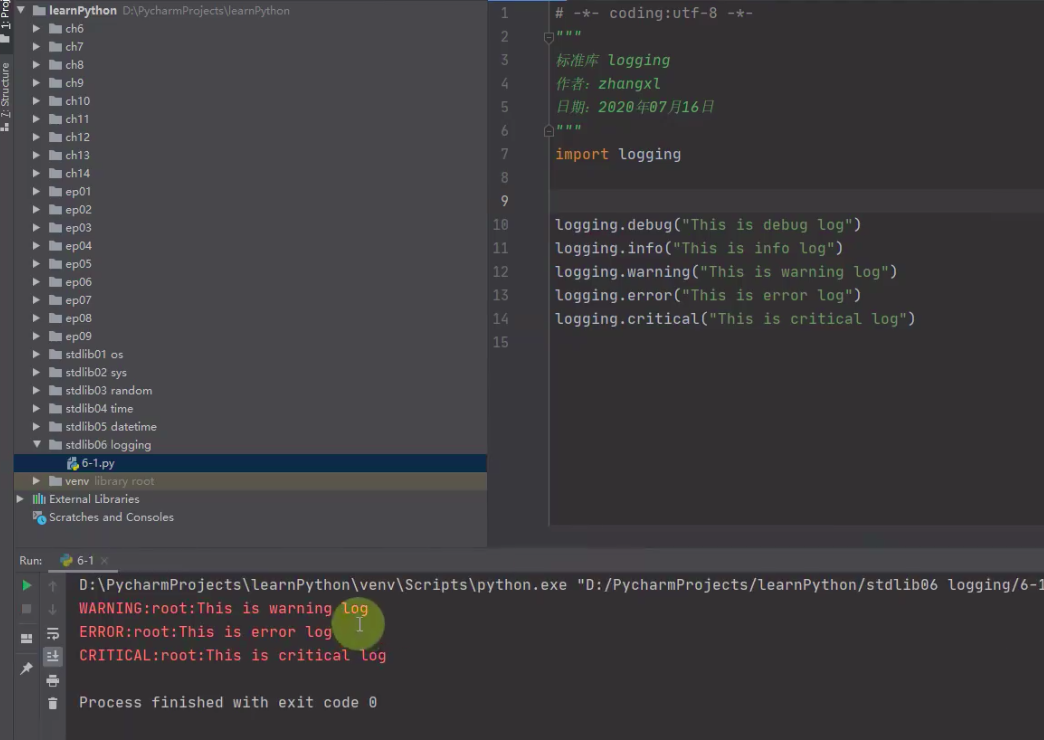 1: Proj
learnPython D:\PycharmProjects\learnPython
ch6
ch7
ch8
ch9
ch10
ch11
ch12
ch13
ch14
ep01
ep02
ep03
ep04
ep05
ep06
ep07
ep08
ep09
stdlib01 os
stdlib02 sys
stdlib03 random
stdlib04 time
stdlib05 datetime
stdlib06 logging
6-1.py
venv library root
External Libraries
Scratches and Consoles
7: Structure
1 # -*- coding:utf-8 -*-
2 """
3 标准库 logging
4 作者：zhangxl
5 日期：2020年07月16日
6 """
7 import logging
8
9
10 logging.debug("This is debug log")
11 logging.info("This is info log")
12 logging.warning("This is warning log")
13 logging.error("This is error log")
14 logging.critical("This is critical log")
15
Run: 6-1
D:\PycharmProjects\learnPython\venv\Scripts\python.exe "D:/PycharmProjects/learnPython/stdlib06 logging/6-1
WARNING:root:This is warning log
ERROR:root:This is error log
CRITICAL:root:This is critical log
Process finished with exit code 0